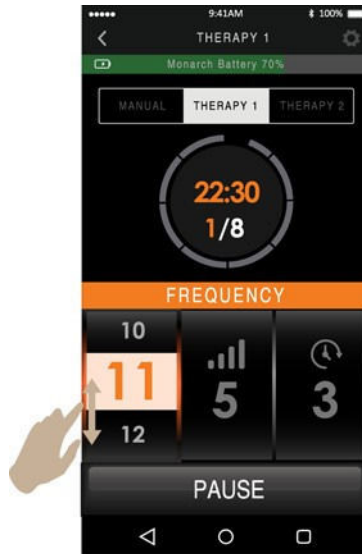 9:41AM
100%
THERAPY 1
Monarch Battery 70%
MANUAL
THERAPY 1
THERAPY 2
22:30
1/8
FREQUENCY
10
11
12
5
3
PAUSE